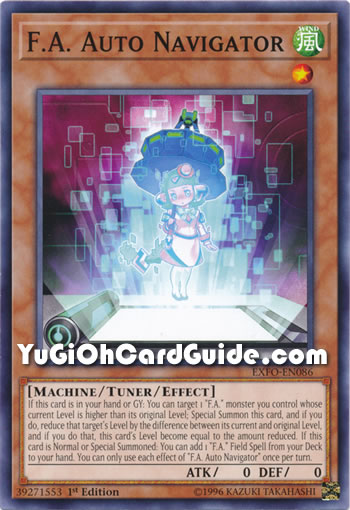 F.A. Auto Navigator
WIND
風
YuGiOhCardGuide.com
EXFO-EN086
[Machine/Tuner/Effect]
If this card is in your hand or GY: You can target 1 "F.A." monster you control whose
current Level is higher than its original Level; Special Summon this card, and if you
do, reduce that target's Level by the difference between its current and original Level,
and if you do that, this card's Level become equal to the amount reduced. If this
card is Normal or Special Summoned: You can add 1 "F.A." Field Spell from your Deck
to your hand. You can only use each effect of "F.A. Auto Navigator" once per turn.
ATK/ 0 DEF/ 0
39271553 1st Edition ©1996 KAZUKI TAKAHASHI